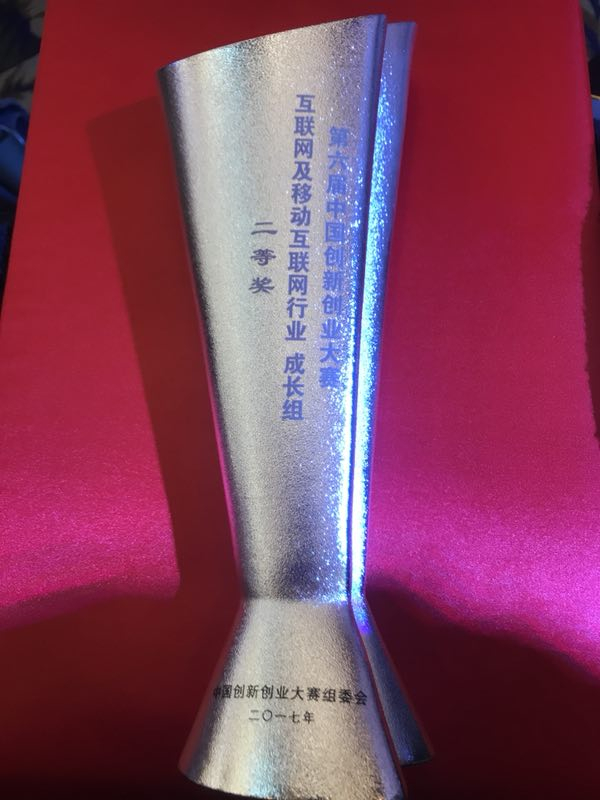 第六届中国创新创业大赛
互联网及移动互联网行业 成长组
二等奖
中国创新创业大赛组委会
二〇一七年